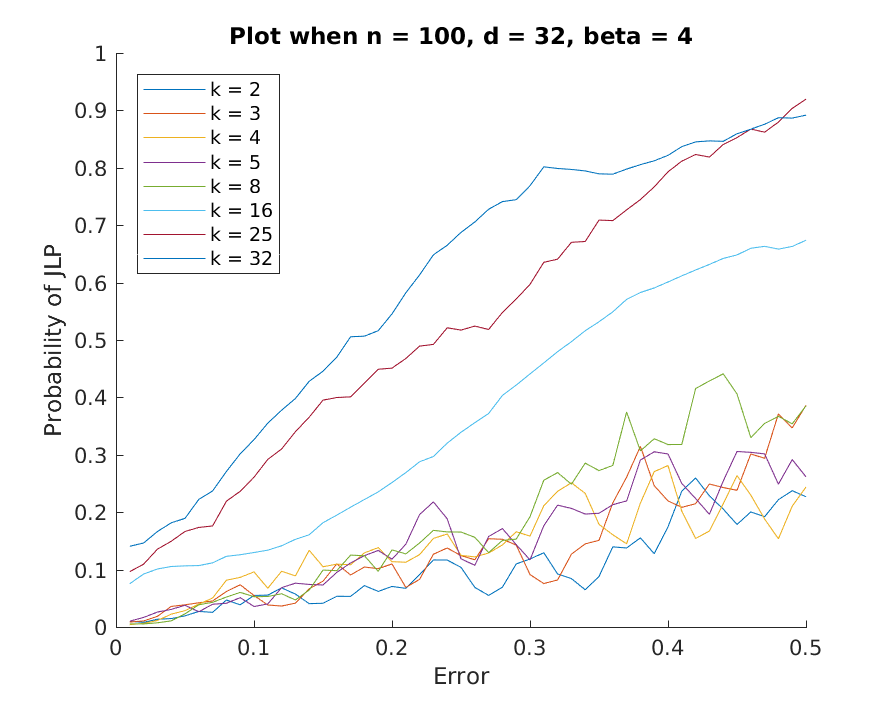 Plot when n = 100, d = 32, beta = 4
1
0.9
0.8
0.7
0.6
0.5
0.4
0.3
0.2
0.1
0
Probability of JLP
k = 2
k = 3
k = 4
k = 5
k = 8
k = 16
k = 25
k = 32
0 0.1 0.2 0.3 0.4 0.5
Error